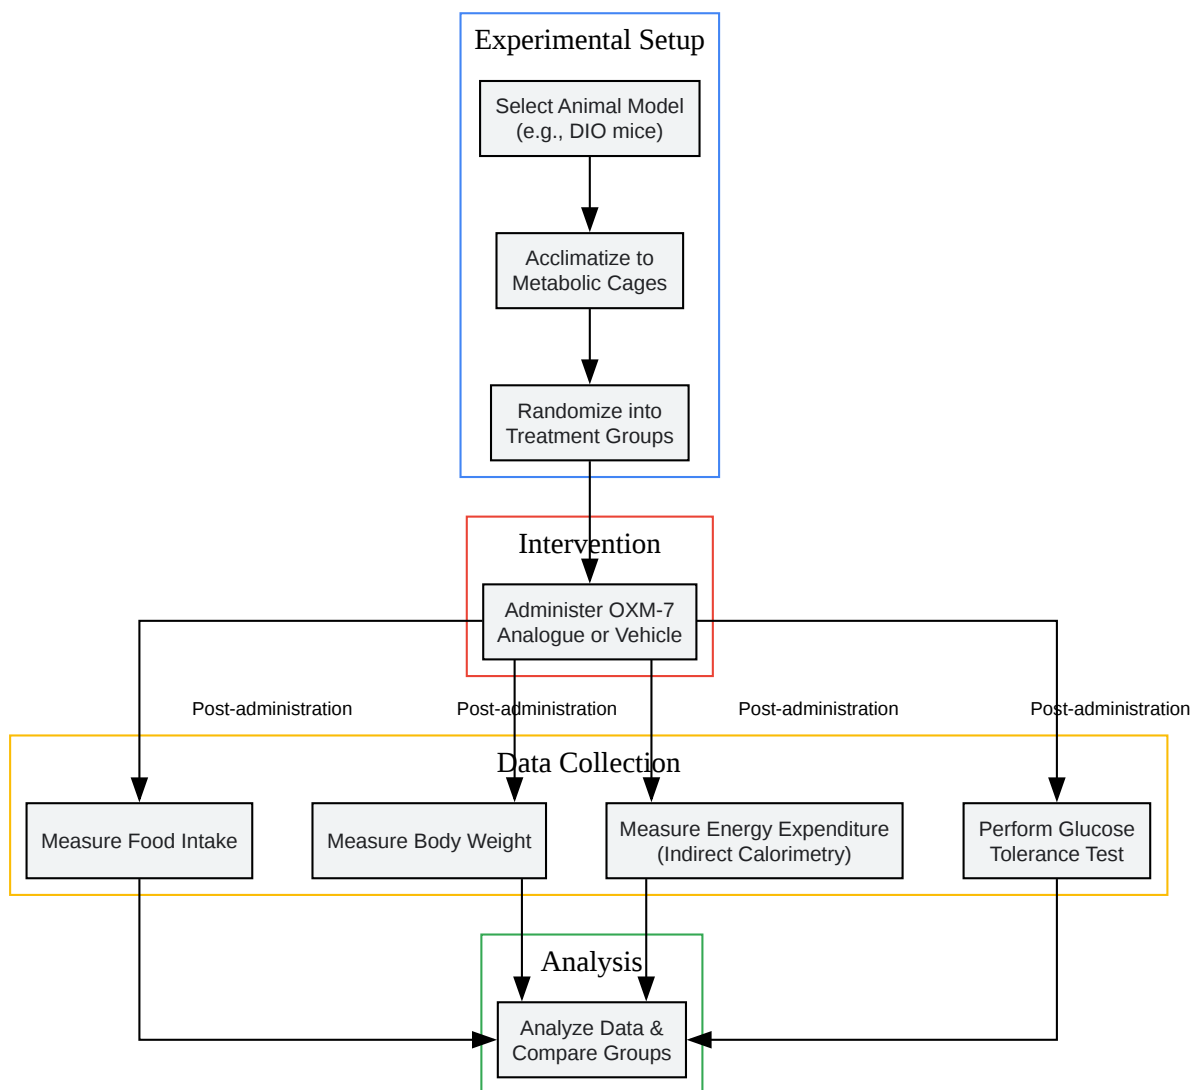 Experimental Setup
Select Animal Model
(e.g., DIO mice)
Acclimatize to
Metabolic Cages
Randomize into
Treatment Groups
Intervention
Administer OXM-7
Analogue or Vehicle
Post-administration
Post-administration
Post-administration
Post-administration
Data Collection
Measure Food Intake
Measure Body Weight
Measure Energy Expenditure
(Indirect Calorimetry)
Perform Glucose
Tolerance Test
Analysis
Analyze Data &
Compare Groups